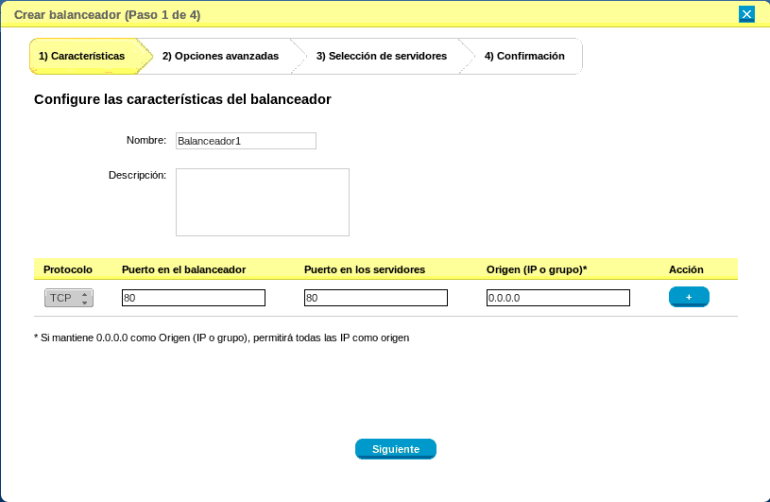 Crear balanceador (Paso 1 de 4)
1) Características 2) Opciones avanzadas 3) Selección de servidores 4) Confirmación
Configure las características del balanceador
Nombre: Balanceador1
Descripción:
Protocolo Puerto en el balanceador Puerto en los servidores Origen (IP o grupo)* Acción
TCP 80 80 0.0.0.0 +
* Si mantiene 0.0.0.0 como Origen (IP o grupo), permitirá todas las IP como origen
Siguiente